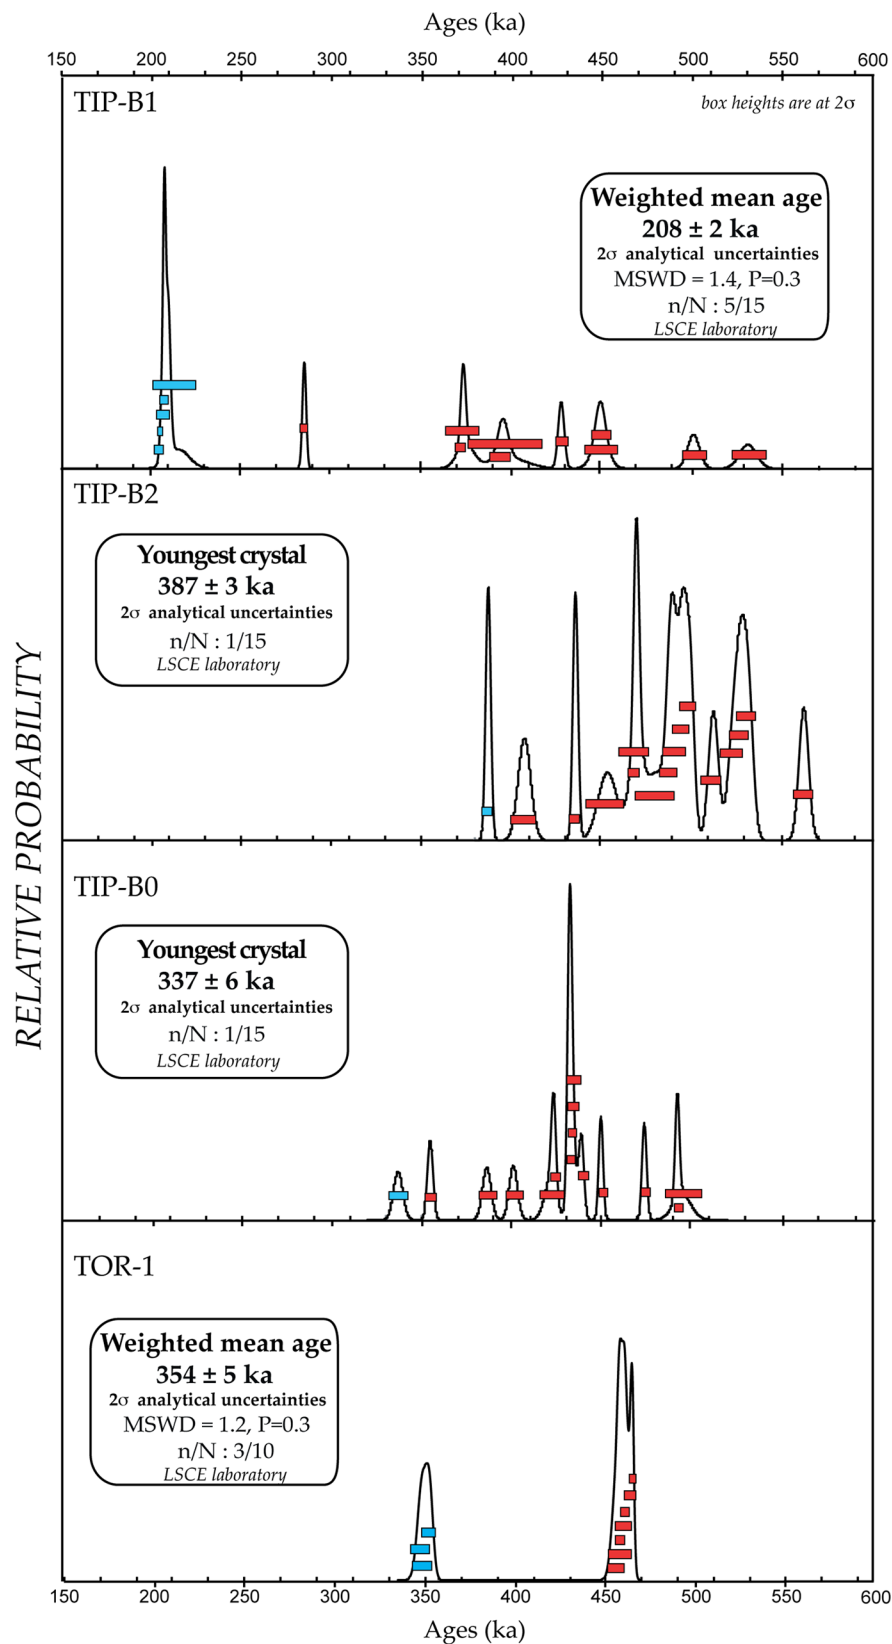 Ages (ka)
150 200 250 300 350 400 450 500 550 600
TIP-B1
box heights are at 2σ
Weighted mean age
208 ± 2 ka
2σ analytical uncertainties
MSWD = 1.4, P=0.3
n/N : 5/15
LSCE laboratory
TIP-B2
Youngest crystal
387 ± 3 ka
2σ analytical uncertainties
n/N : 1/15
LSCE laboratory
RELATIVE PROBABILITY
TIP-B0
Youngest crystal
337 ± 6 ka
2σ analytical uncertainties
n/N : 1/15
LSCE laboratory
TOR-1
Weighted mean age
354 ± 5 ka
2σ analytical uncertainties
MSWD = 1.2, P=0.3
n/N : 3/10
LSCE laboratory
150 200 250 300 350 400 450 500 550 600
Ages (ka)